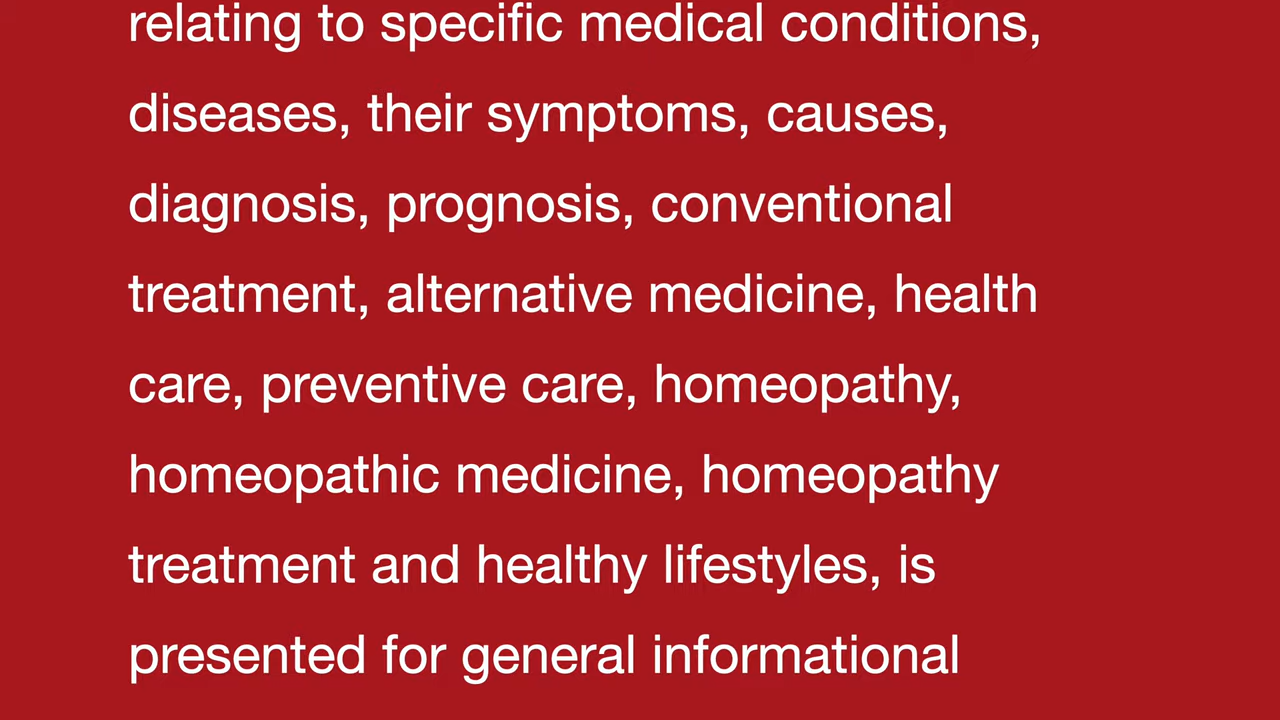 relating to specific medical conditions,
diseases, their symptoms, causes,
diagnosis, prognosis, conventional
treatment, alternative medicine, health
care, preventive care, homeopathy,
homeopathic medicine, homeopathy
treatment and healthy lifestyles, is
presented for general informational